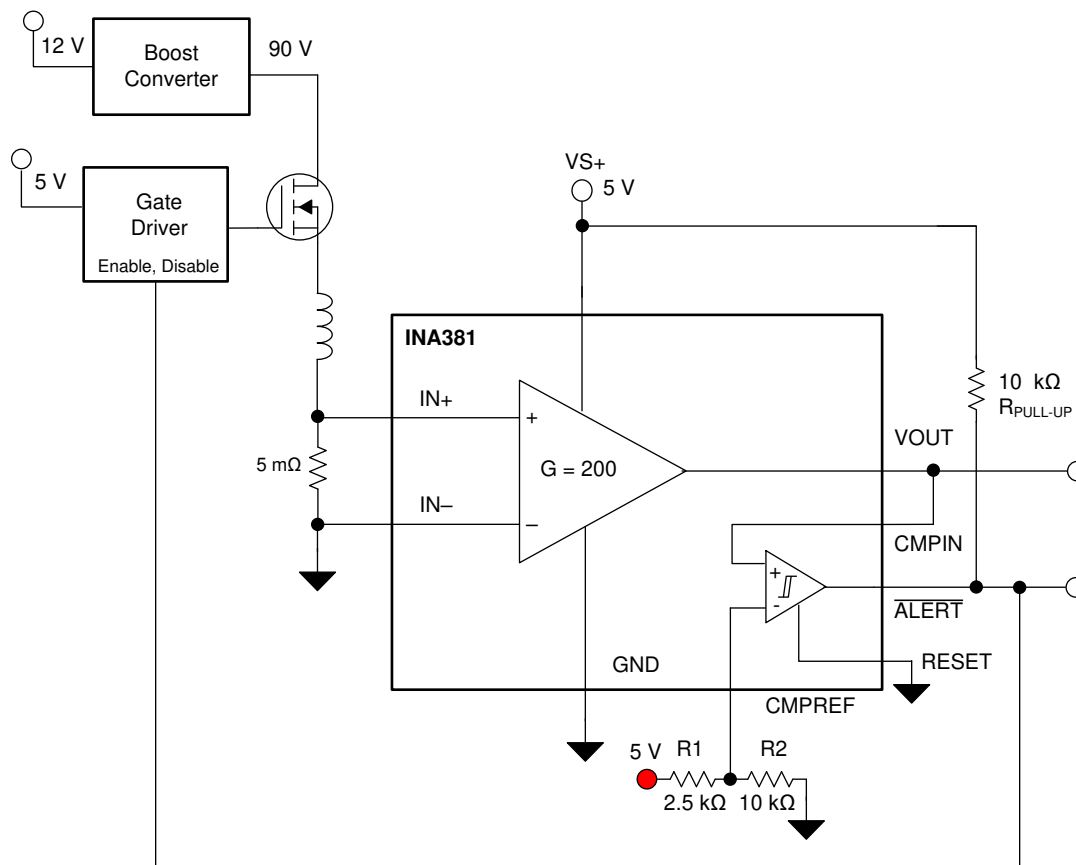 12 V
Boost
Converter
90 V
5 V
Gate
Driver
Enable, Disable
VS+
5 V
INA381
IN+
+
G = 200
5 mΩ
IN–
–
10 kΩ
RPULL-UP
VOUT
CMPIN
+
-
ALERT
GND
RESET
CMPREF
5 V
R1
R2
2.5 kΩ
10 kΩ